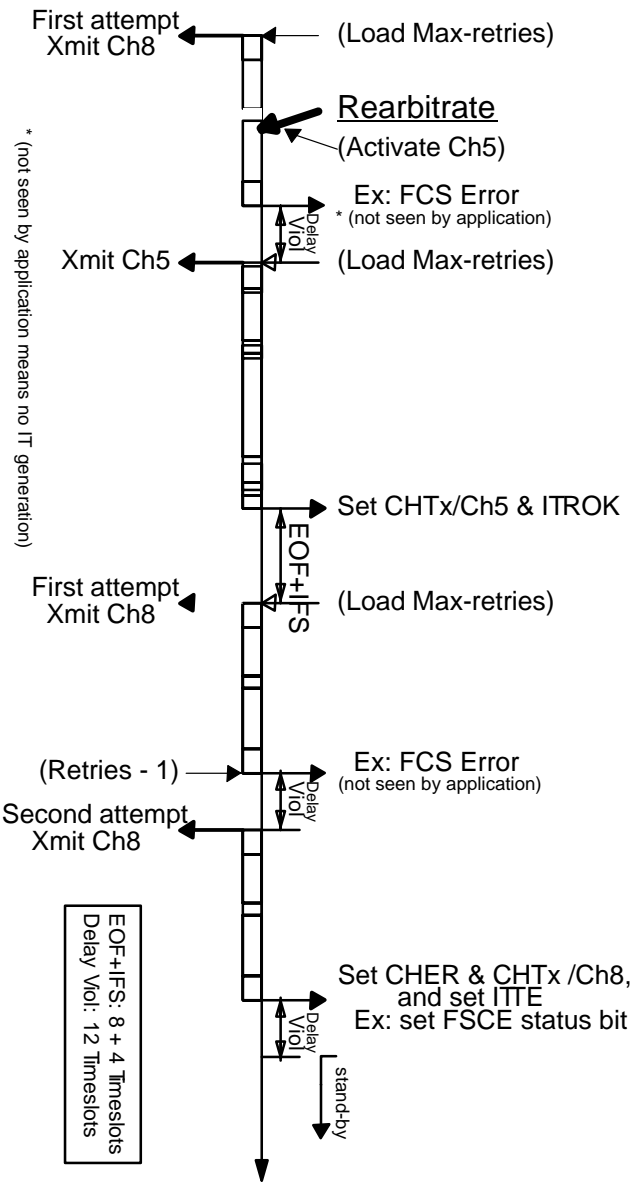 First attempt
Xmit Ch8
(Load Max-retries)
Rearbitrate
(Activate Ch5)
Ex: FCS Error
* (not seen by application)
Delay
Viol
Xmit Ch5
(Load Max-retries)
* (not seen by application means no IT generation)
Set CHTx/Ch5 & ITROK
EOF+IFS
First attempt
Xmit Ch8
(Load Max-retries)
(Retries - 1)
Ex: FCS Error
(not seen by application)
Delay
Viol
Second attempt
Xmit Ch8
Set CHER & CHTx /Ch8,
and set ITTE
Ex: set FSCE status bit
Delay
Viol
stand-by
EOF+IFS: 8 + 4 Timeslots
Delay Viol: 12 Timeslots